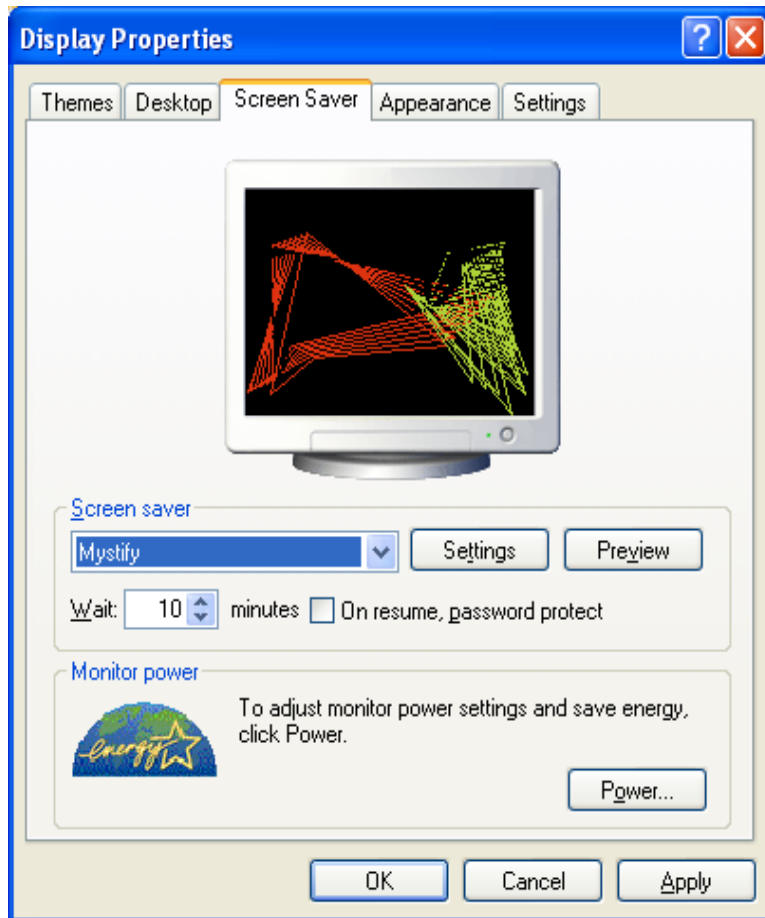 Display Properties
Themes Desktop Screen Saver Appearance Settings
Screen saver
Mystify Settings Preview
Wait: 10 minutes On resume, password protect
Monitor power
To adjust monitor power settings and save energy,
click Power.
energy
Power...
OK Cancel Apply